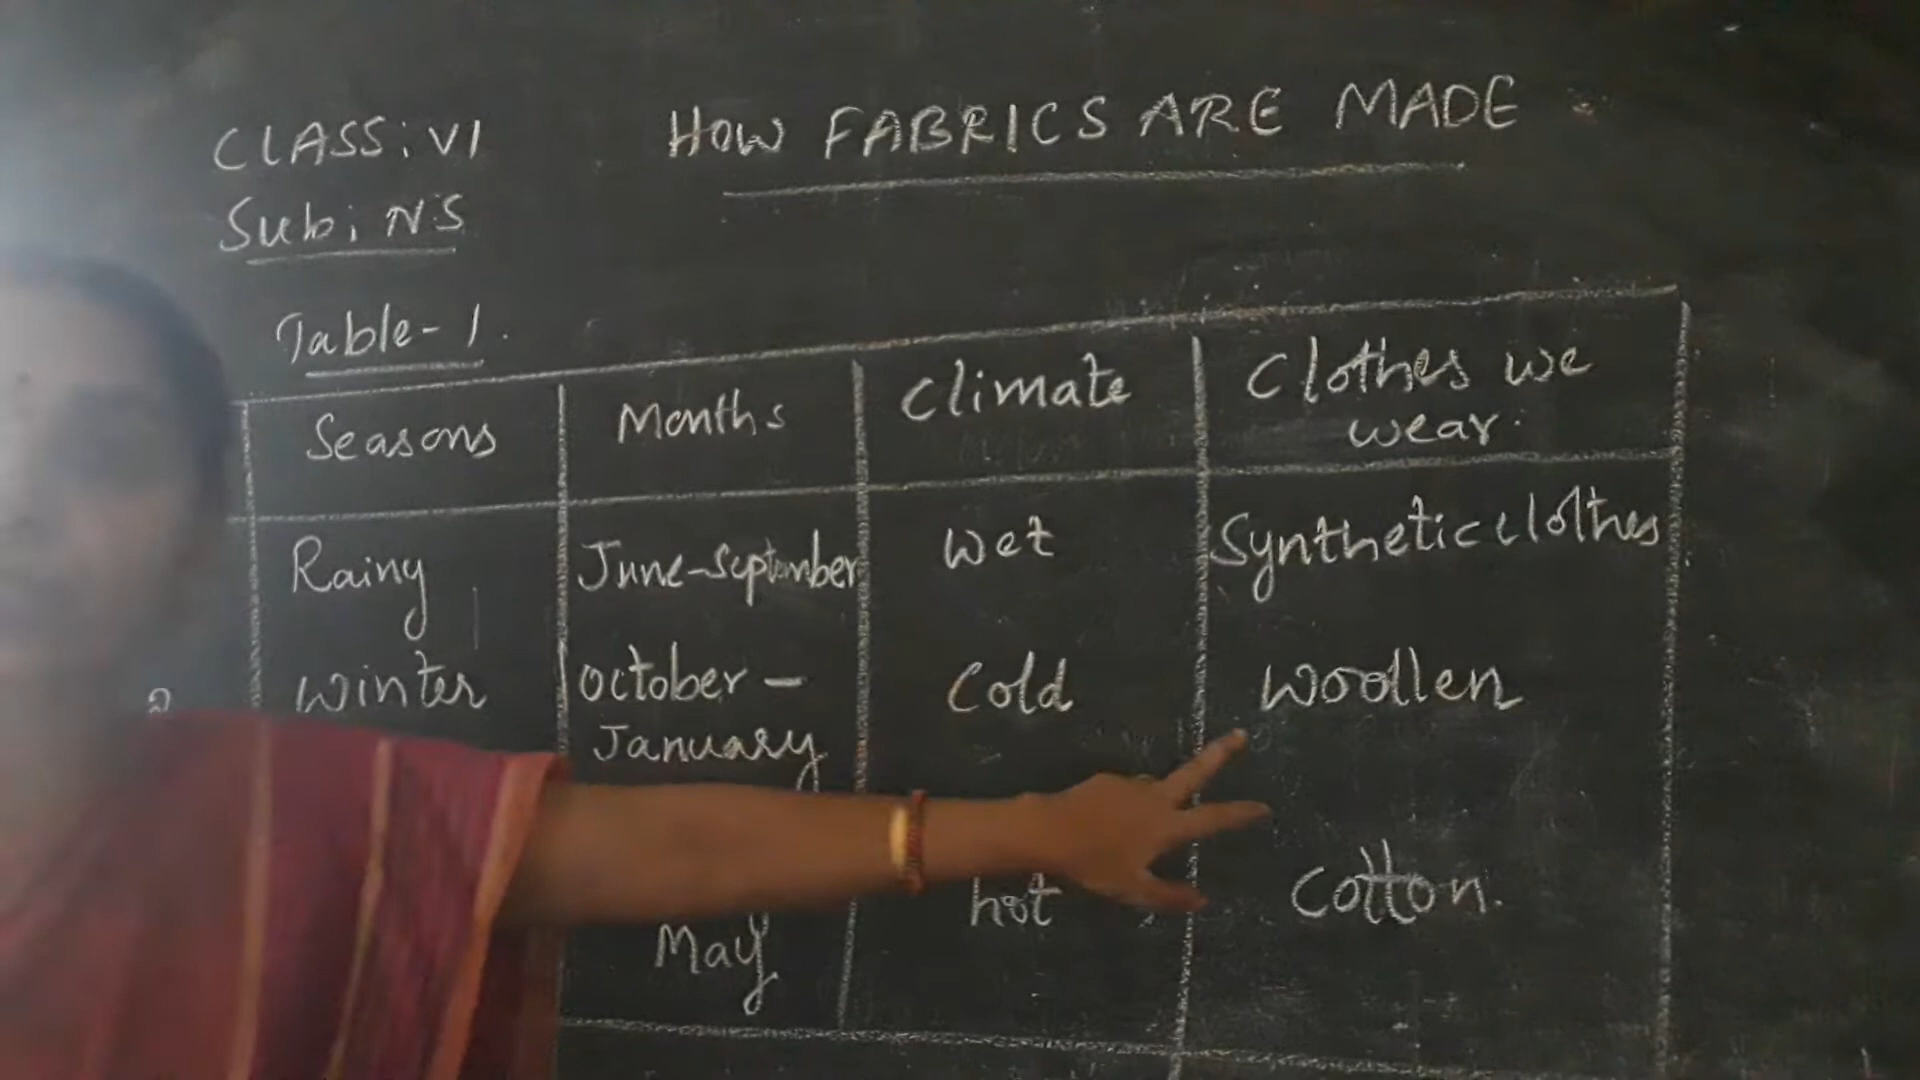 CLASS: VI HOW FABRICS ARE MADE
Sub: NS
Table-1.
Seasons Months Climate Clothes we wear.
Rainy June-September Wet Synthetic clothes
Winter October - January Cold Woollen
May hot Cotton.